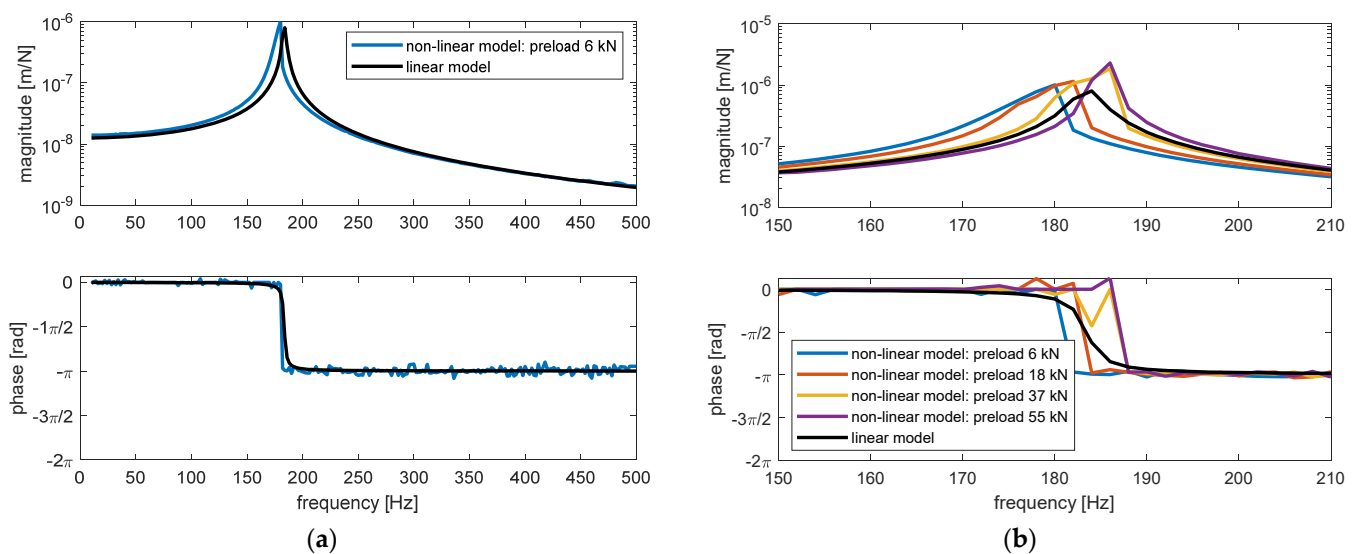 10^-6
10^-7
10^-8
10^-9
magnitude [m/N]
non-linear model: preload 6 kN
linear model
0 50 100 150 200 250 300 350 400 450 500
0
-1π/2
-π
-3π/2
-2π
phase [rad]
0 50 100 150 200 250 300 350 400 450 500
frequency [Hz]
(a)
10^-5
10^-6
10^-7
10^-8
magnitude [m/N]
150 160 170 180 190 200 210
0
-π/2
-π
-3π/2
-2π
phase [rad]
non-linear model: preload 6 kN
non-linear model: preload 18 kN
non-linear model: preload 37 kN
non-linear model: preload 55 kN
linear model
150 160 170 180 190 200 210
frequency [Hz]
(b)